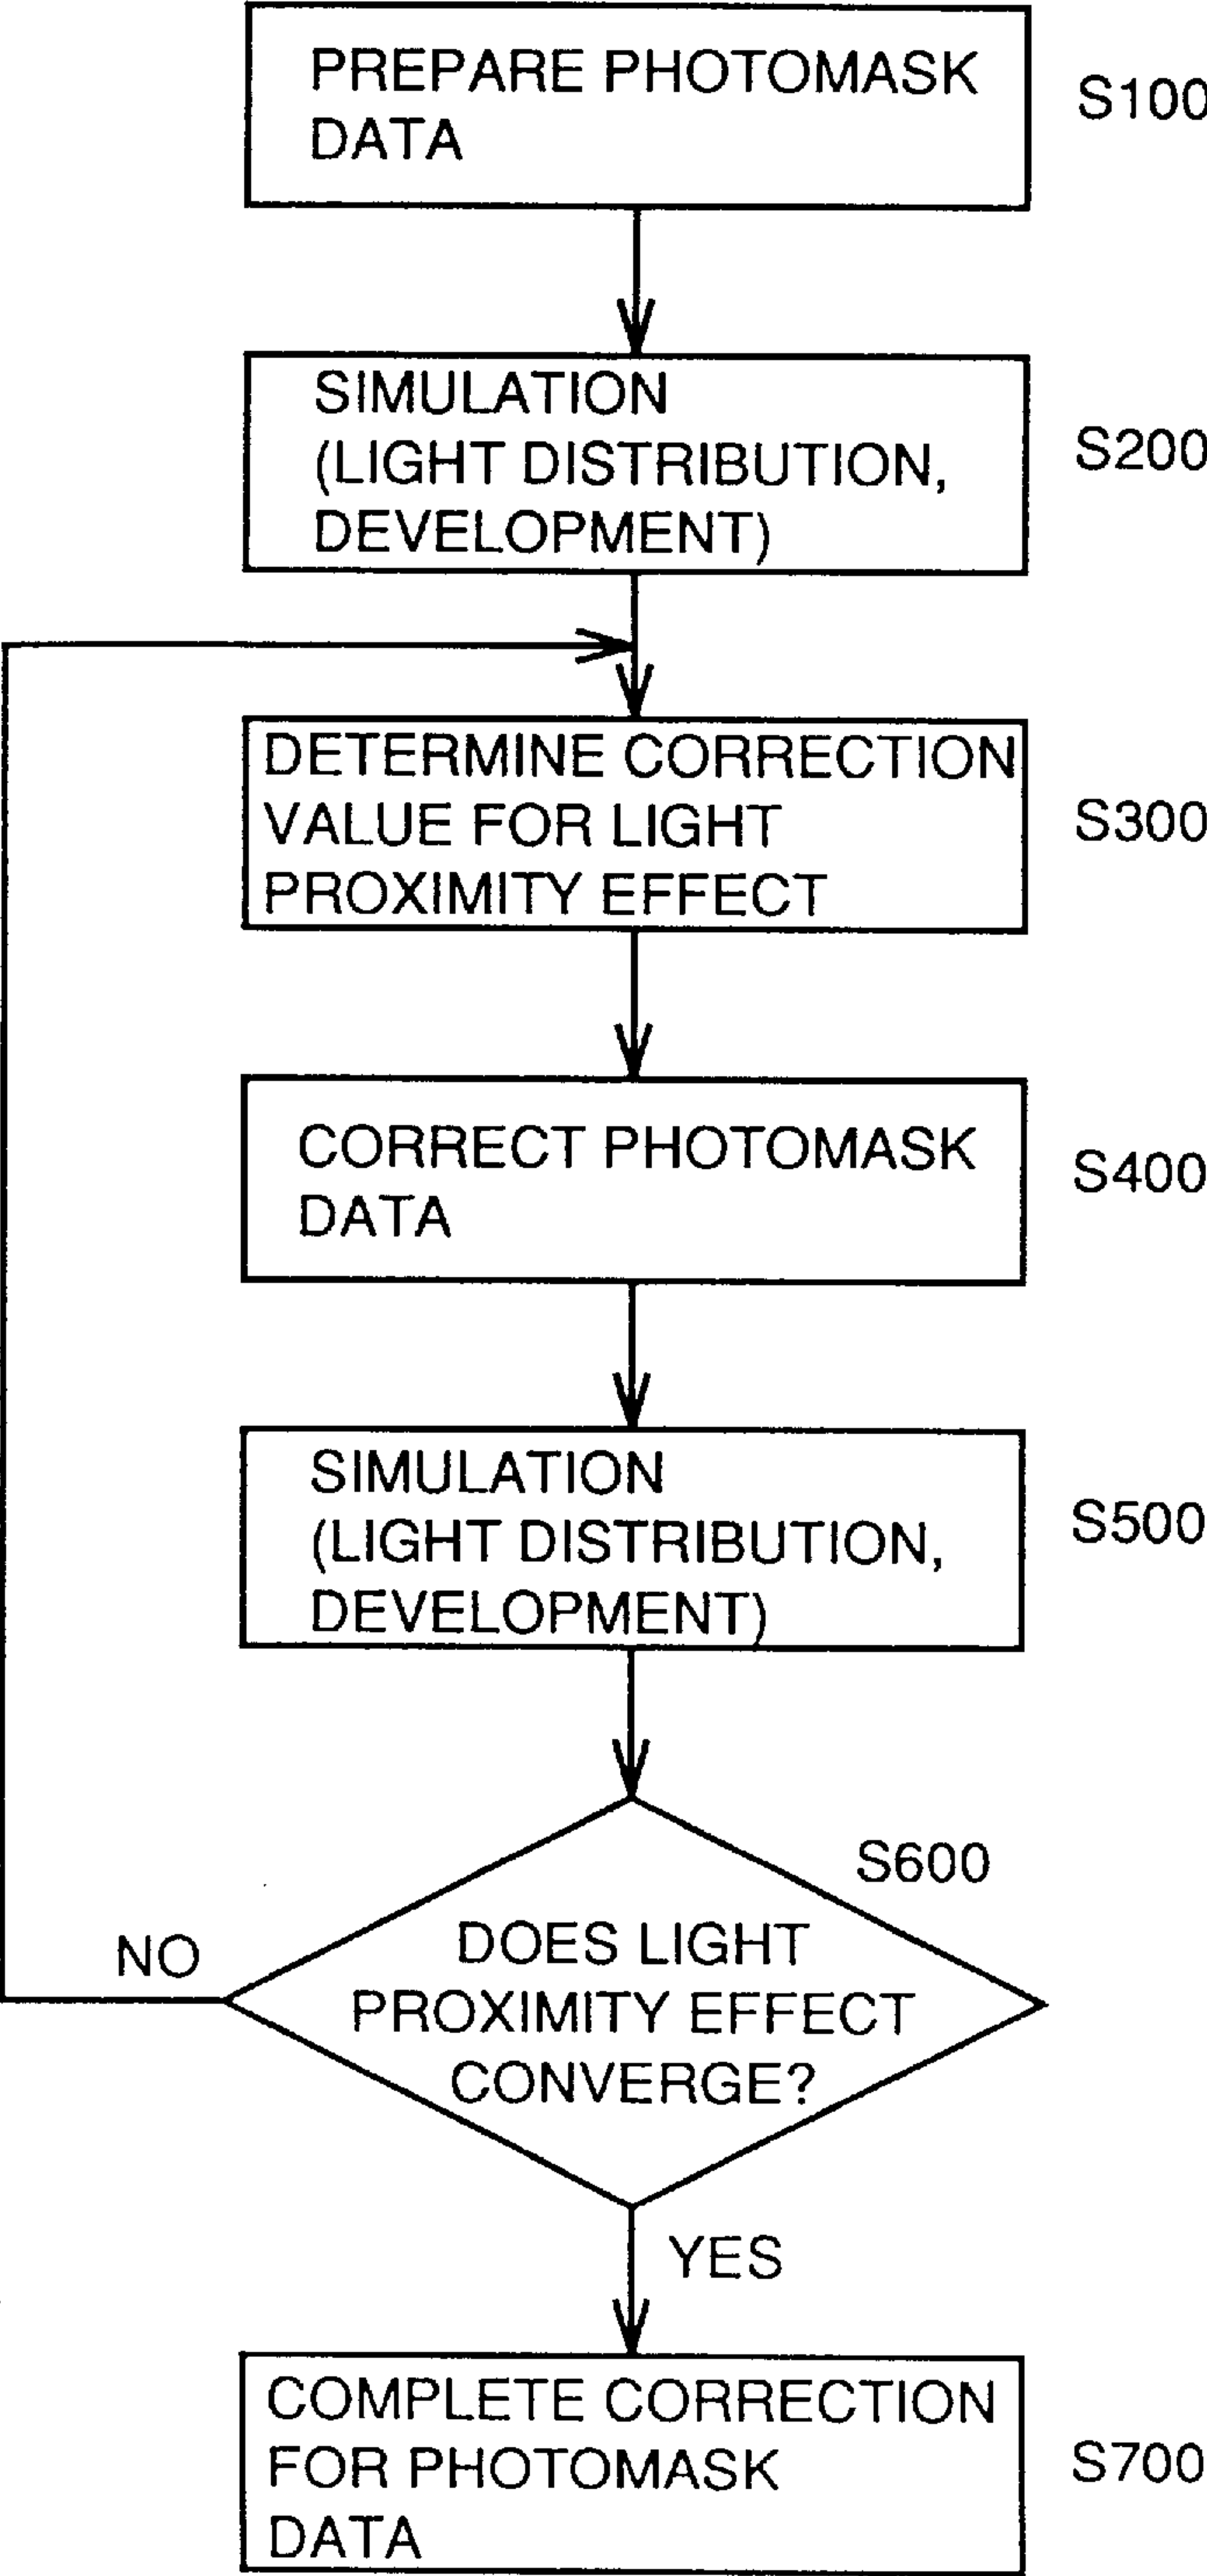 PREPARE PHOTOMASK
DATA
S100
SIMULATION
(LIGHT DISTRIBUTION,
DEVELOPMENT)
S200
DETERMINE CORRECTION
VALUE FOR LIGHT
PROXIMITY EFFECT
S300
CORRECT PHOTOMASK
DATA
S400
SIMULATION
(LIGHT DISTRIBUTION,
DEVELOPMENT)
S500
S600
DOES LIGHT
PROXIMITY EFFECT
CONVERGE?
NO
YES
COMPLETE CORRECTION
FOR PHOTOMASK
DATA
S700